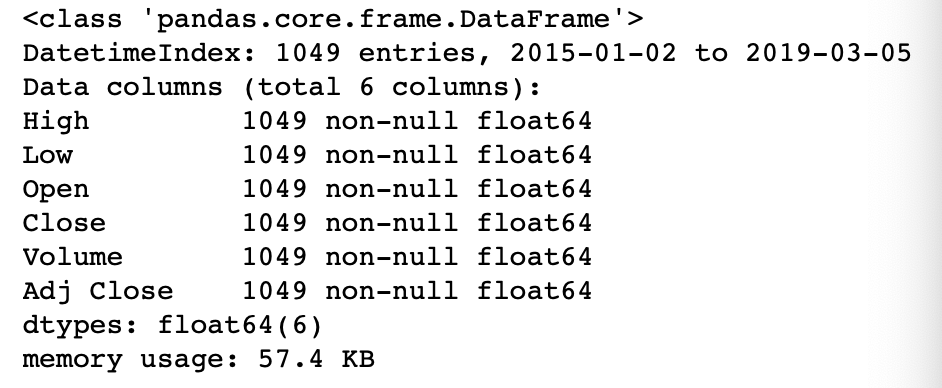 <class 'pandas.core.frame.DataFrame'>
DatetimeIndex: 1049 entries, 2015-01-02 to 2019-03-05
Data columns (total 6 columns):
High         1049 non-null float64
Low          1049 non-null float64
Open         1049 non-null float64
Close        1049 non-null float64
Volume       1049 non-null float64
Adj Close    1049 non-null float64
dtypes: float64(6)
memory usage: 57.4 KB